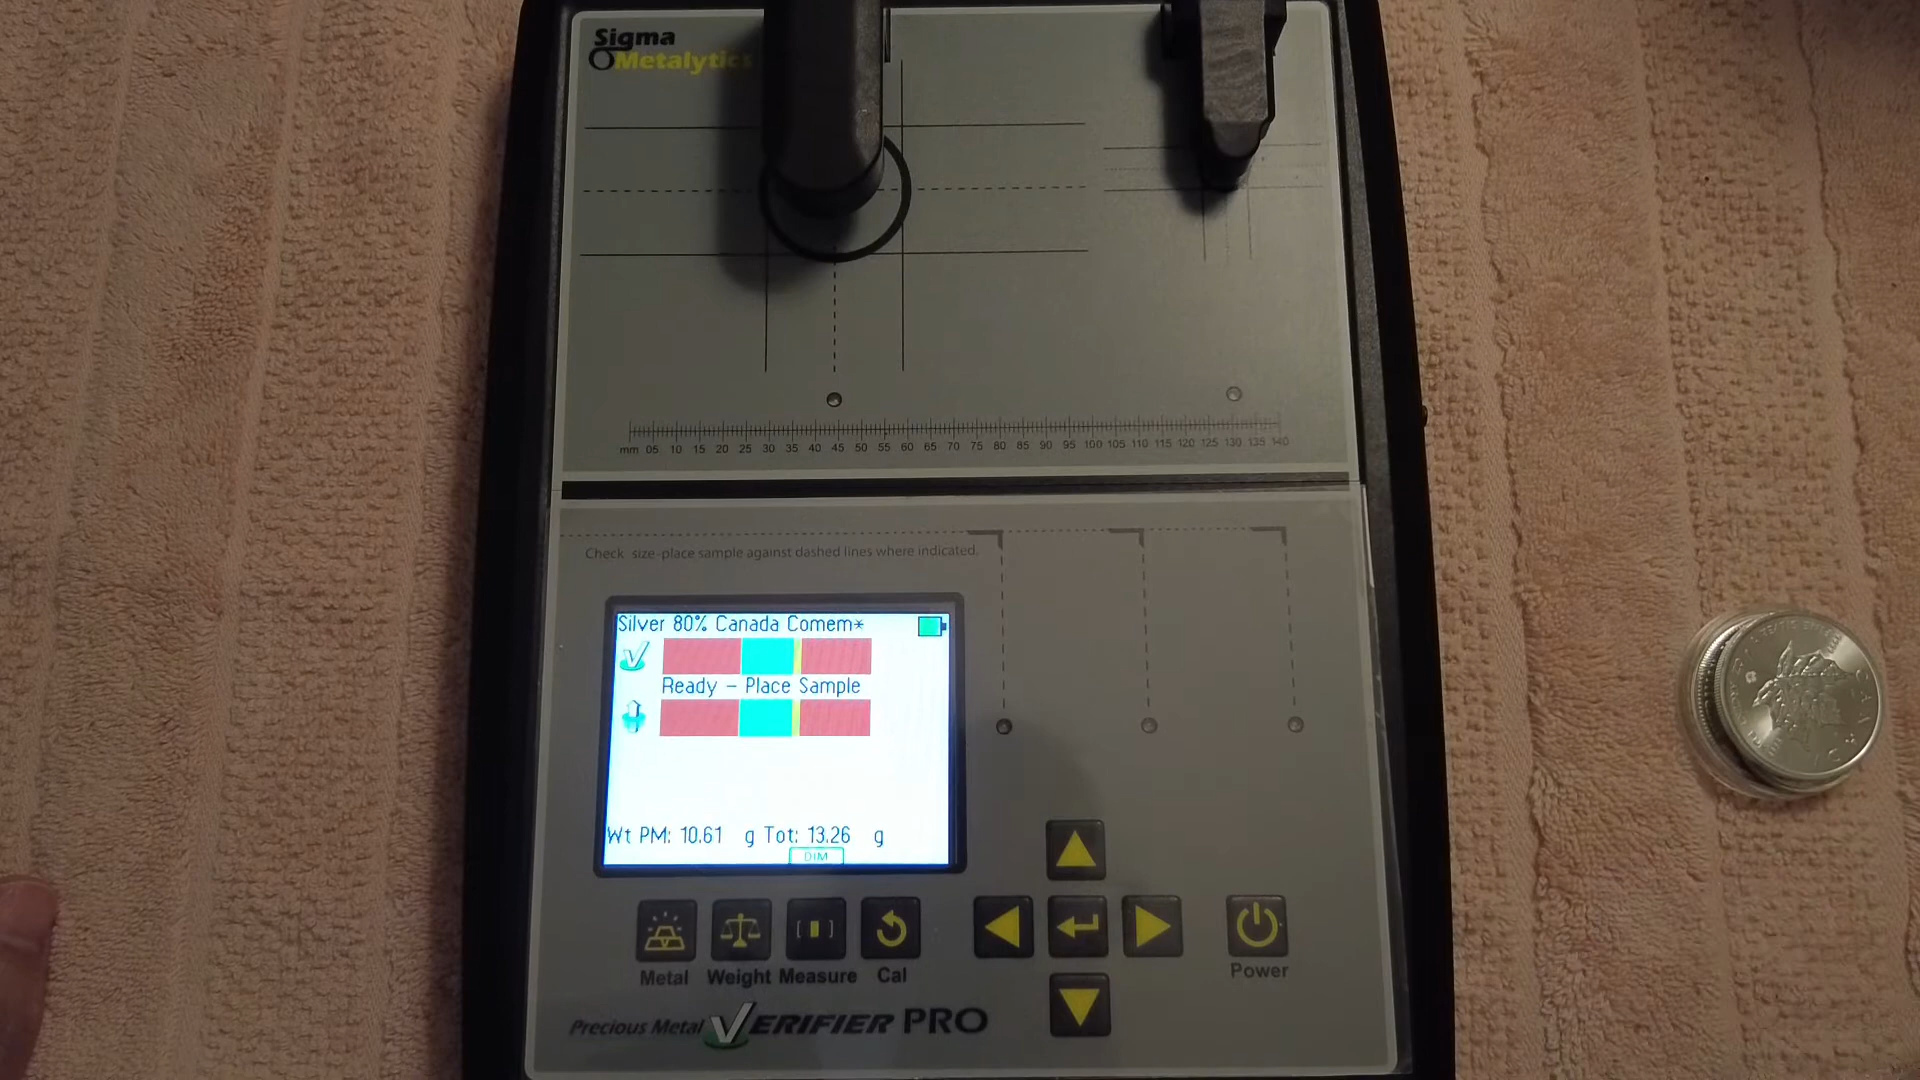 Sigma
Metalytics
mm 05 10 15 20 25 30 35 40 45 50 55 60 65 70 75 80 85 90 95 100 105 110 115 120 125 130 135 140
Check size-place sample against dashed lines where indicated.
Silver 80% Canada Comem*
Ready - Place Sample
Wt PM: 10.61 g Tot: 13.26 g
DIM
Metal Weight Measure Cal
Power
Precious Metal VERIFIER PRO